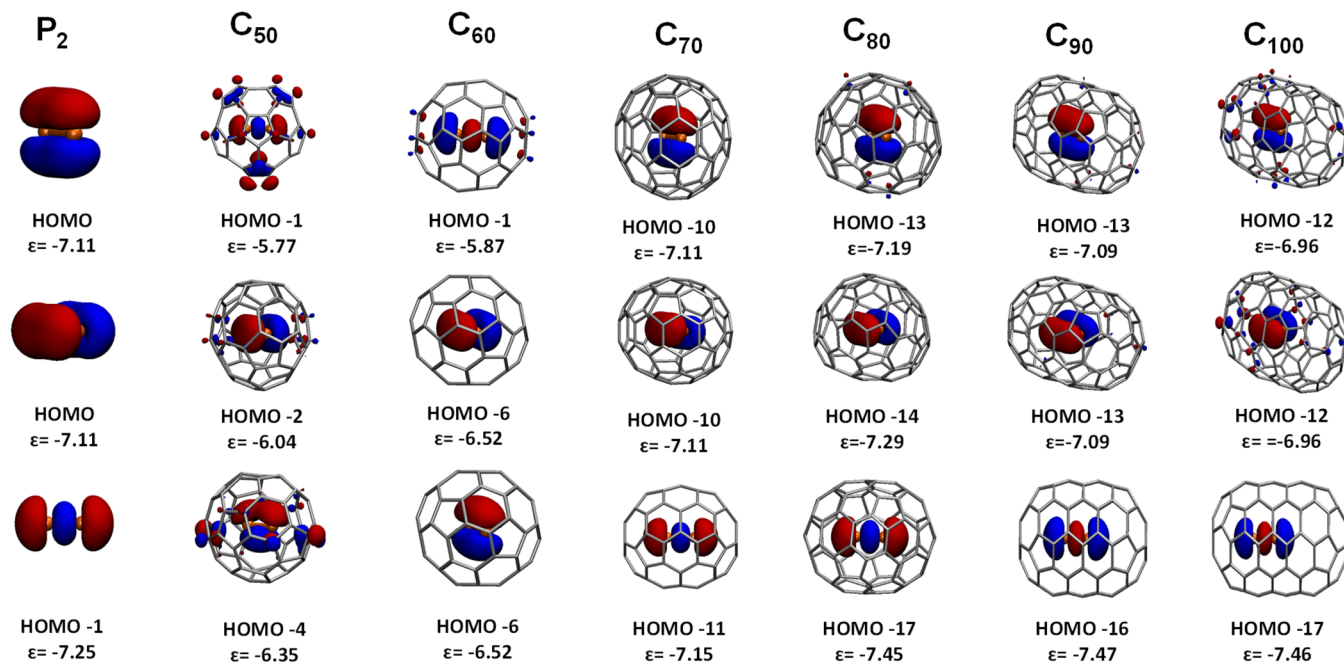 P2 C50 C60 C70 C80 C90 C100
HOMO HOMO -1 HOMO -1 HOMO -10 HOMO -13 HOMO -13 HOMO -12
ε= -7.11 ε= -5.77 ε= -5.87 ε= -7.11 ε=-7.19 ε=-7.09 ε=-6.96
HOMO HOMO -2 HOMO -6 HOMO -10 HOMO -14 HOMO -13 HOMO -12
ε= -7.11 ε= -6.04 ε= -6.52 ε= -7.11 ε=-7.29 ε=-7.09 ε= =-6.96
HOMO -1 HOMO -4 HOMO -6 HOMO -11 HOMO -17 HOMO -16 HOMO -17
ε= -7.25 ε= -6.35 ε= -6.52 ε= -7.15 ε= -7.45 ε= -7.47 ε= -7.46